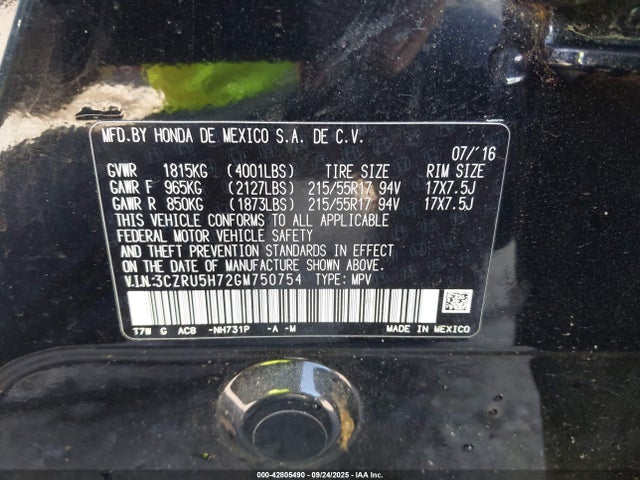 MFD.BY HONDA DE MEXICO S.A. DE C.V.
07/'16
GVWR 1815KG (4001LBS) TIRE SIZE RIM SIZE
GAWR F 965KG (2127LBS) 215/55R17 94V 17X7.5J
GAWR R 850KG (1873LBS) 215/55R17 94V 17X7.5J
THIS VEHICLE CONFORMS TO ALL APPLICABLE
FEDERAL MOTOR VEHICLE SAFETY
AND THEFT PREVENTION STANDARDS IN EFFECT
ON THE DATE OF MANUFACTURE SHOWN ABOVE.
V.I.N:3CZRU5H72GM750754 TYPE: MPV
T7W G AC8 -NH731P -A -M
MADE IN MEXICO
000-42805490 - 09/24/2025 - IAA Inc.